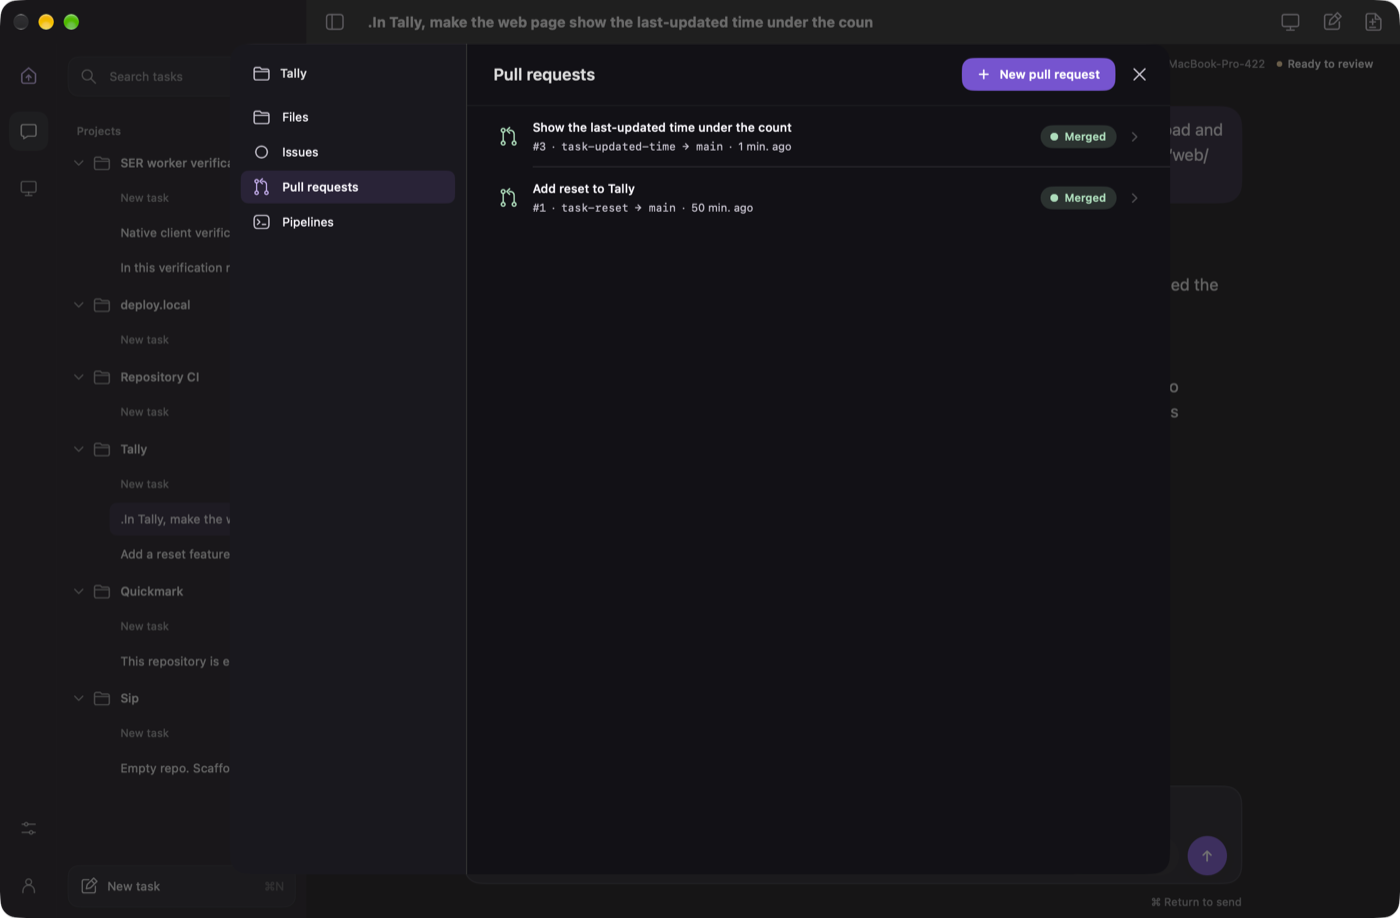 .In Tally, make the web page show the last-updated time under the coun
Search tasks
Projects
SER worker verifica
New task
Native client verific
In this verification r
deploy.local
New task
Repository CI
New task
Tally
New task
.In Tally, make the w
Add a reset feature
Quickmark
New task
This repository is e
Sip
New task
Empty repo. Scaffo
New task ⌘N
Tally
Files
Issues
Pull requests
Pipelines
Pull requests
+ New pull request
Show the last-updated time under the count
#3 · task-updated-time → main · 1 min. ago
Merged
Add reset to Tally
#1 · task-reset → main · 50 min. ago
Merged
MacBook-Pro-422 Ready to review
ad and
/web/
ed the
o
s
⌘ Return to send